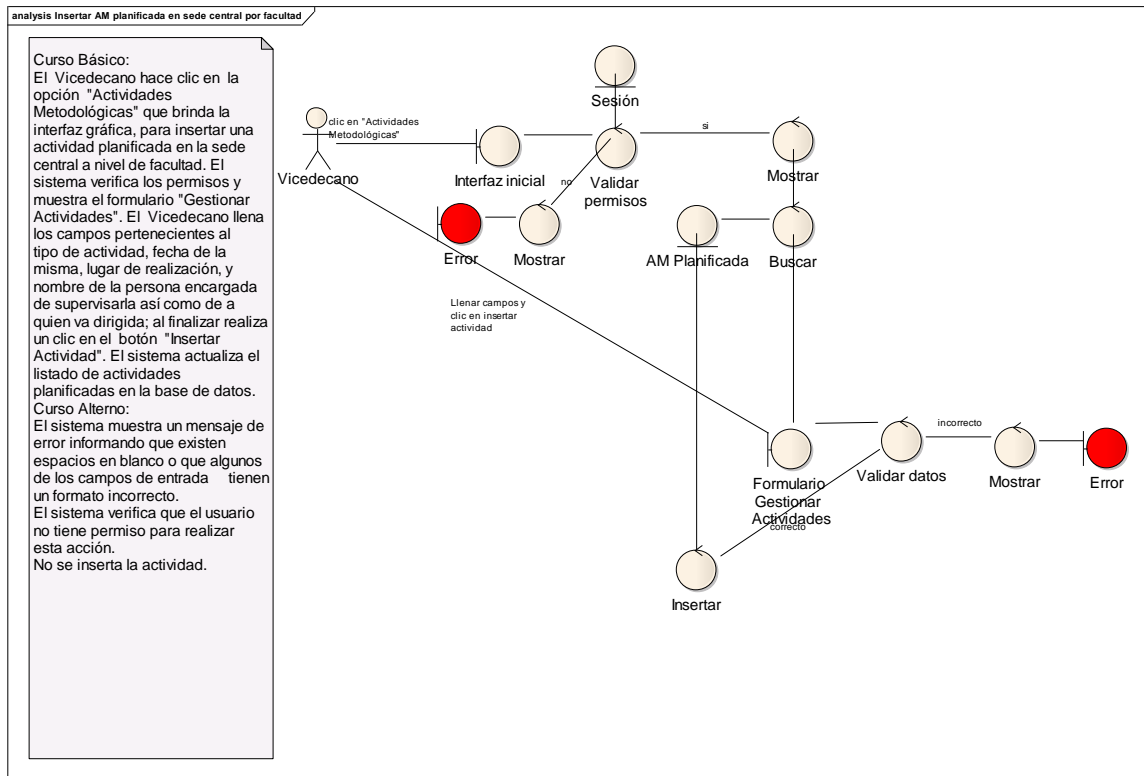 analysis Insertar AM planificada en sede central por facultad
Curso Básico:
El Vicedecano hace clic en la
opción "Actividades
Metodológicas" que brinda la
interfaz gráfica, para insertar una
actividad planificada en la sede
central a nivel de facultad. El
sistema verifica los permisos y
muestra el formulario "Gestionar
Actividades". El Vicedecano llena
los campos pertenecientes al
tipo de actividad, fecha de la
misma, lugar de realización, y
nombre de la persona encargada
de supervisarla así como de a
quien va dirigida; al finalizar realiza
un clic en el botón "Insertar
Actividad". El sistema actualiza el
listado de actividades
planificadas en la base de datos.
Curso Alterno:
El sistema muestra un mensaje de
error informando que existen
espacios en blanco o que algunos
de los campos de entrada tienen
un formato incorrecto.
El sistema verifica que el usuario
no tiene permiso para realizar
esta acción.
No se inserta la actividad.
Sesión
clic en "Actividades
Metodológicas"
si
Vicedecano
Interfaz inicial
no
Validar
permisos
Mostrar
Error
Mostrar
AM Planificada
Buscar
Llenar campos y
clic en insertar
actividad
incorrecto
Formulario
Gestionar
Actividades
Validar datos
Mostrar
Error
correcto
Insertar